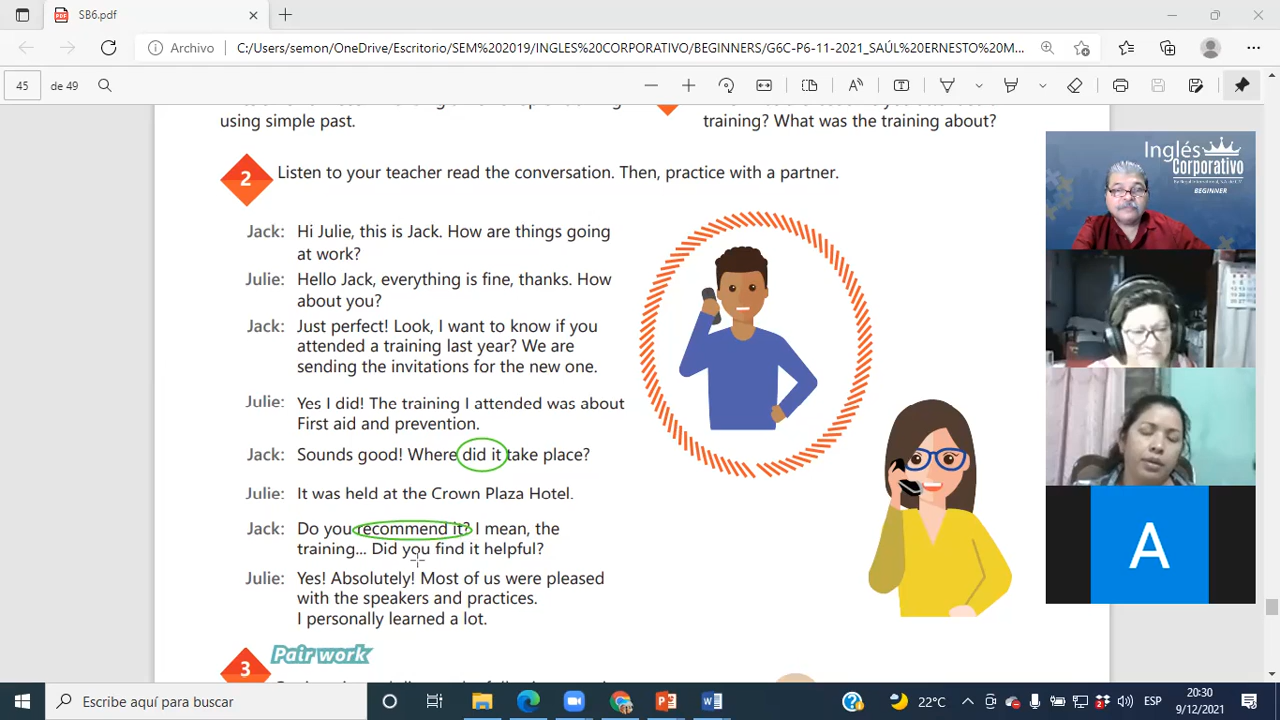 SB6.pdf
Archivo
C:/Users/semon/OneDrive/Escritorio/SEM%202019/INGLES%20CORPORATIVO/BEGINNERS/G6C-P6-11-2021_SAÚL%20ERNESTO%20M...
45 de 49
using simple past.
training? What was the training about?
2 Listen to your teacher read the conversation. Then, practice with a partner.
Jack: Hi Julie, this is Jack. How are things going
at work?
Julie: Hello Jack, everything is fine, thanks. How
about you?
Jack: Just perfect! Look, I want to know if you
attended a training last year? We are
sending the invitations for the new one.
Julie: Yes I did! The training I attended was about
First aid and prevention.
Jack: Sounds good! Where did it take place?
Julie: It was held at the Crown Plaza Hotel.
Jack: Do you recommend it? I mean, the
training... Did you find it helpful?
Julie: Yes! Absolutely! Most of us were pleased
with the speakers and practices.
I personally learned a lot.
3 Pair work
Inglés
Corporativo
BEGINNER
A
Escribe aquí para buscar
22°C
ESP
20:30
9/12/2021